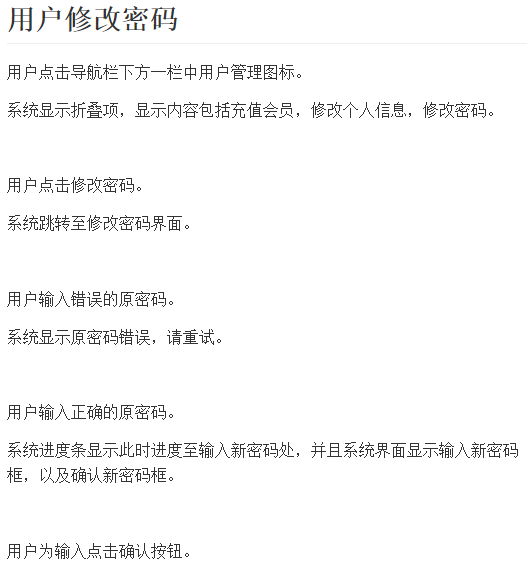 用户修改密码
用户点击导航栏下方一栏中用户管理图标。
系统显示折叠项，显示内容包括充值会员，修改个人信息，修改密码。
用户点击修改密码。
系统跳转至修改密码界面。
用户输入错误的原密码。
系统显示原密码错误，请重试。
用户输入正确的原密码。
系统进度条显示此时进度至输入新密码处，并且系统界面显示输入新密码
框，以及确认新密码框。
用户为输入点击确认按钮。